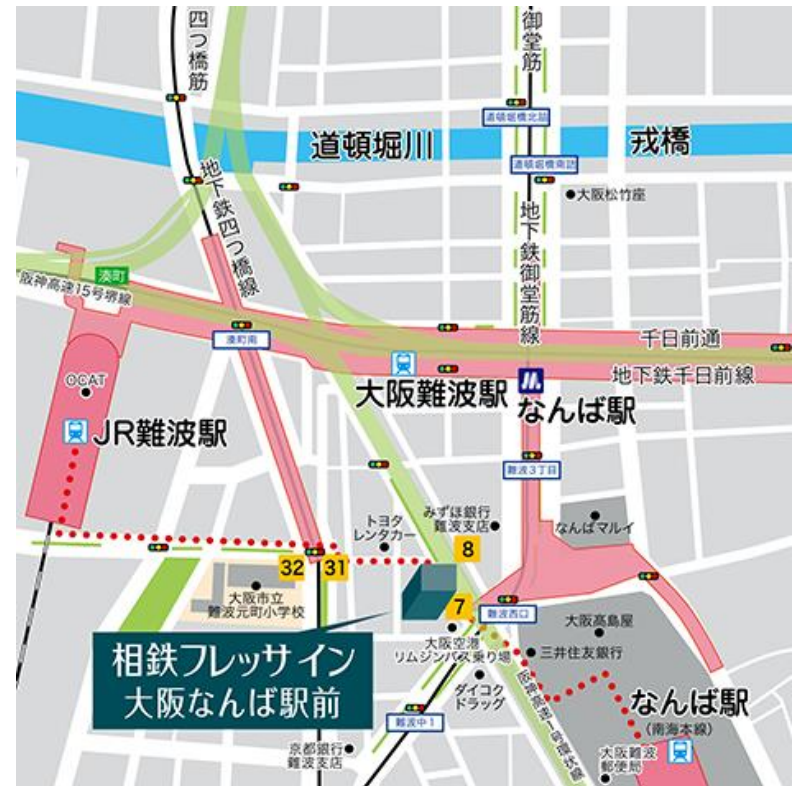 四つ橋筋
御堂筋
道頓堀橋北詰
道頓堀川
戎橋
道頓堀橋南詰
大阪松竹座
地下鉄四つ橋線
地下鉄御堂筋線
湊町
阪神高速15号堺線
湊町南
千日前通
地下鉄千日前線
OCAT
大阪難波駅
なんば駅
JR難波駅
難波3丁目
トヨタ
レンタカー
みずほ銀行
難波支店
なんばマルイ
8
32
31
大阪市立
難波元町小学校
7
難波西口
大阪空港
リムジンバス乗り場
大阪髙島屋
三井住友銀行
相鉄フレッサイン
大阪なんば駅前
ダイコク
ドラッグ
阪神高速1号環状線
なんば駅
(南海本線)
難波中1
京都銀行
難波支店
大阪難波
郵便局